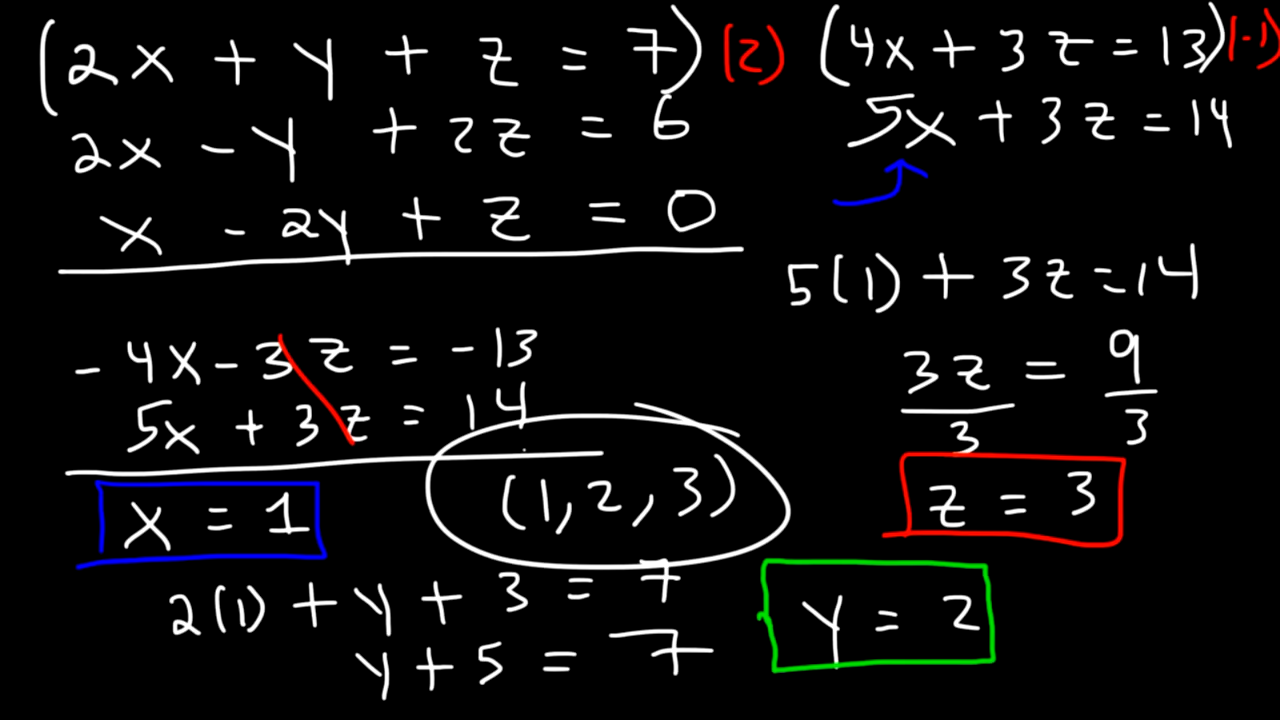 (2x + y + z = 7) (2)
2x - y + 2z = 6
x - 2y + z = 0
(4x + 3z = 13) (-1)
5x + 3z = 14
-4x - 3z = -13
5x + 3z = 14
x = 1
5(1) + 3z = 14
3z = 9
3 3
z = 3
(1, 2, 3)
2(1) + y + 3 = 7
y + 5 = 7
y = 2